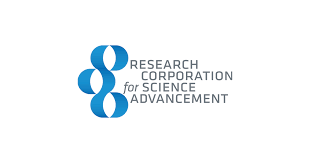 RESEARCH
CORPORATION
for SCIENCE
ADVANCEMENT